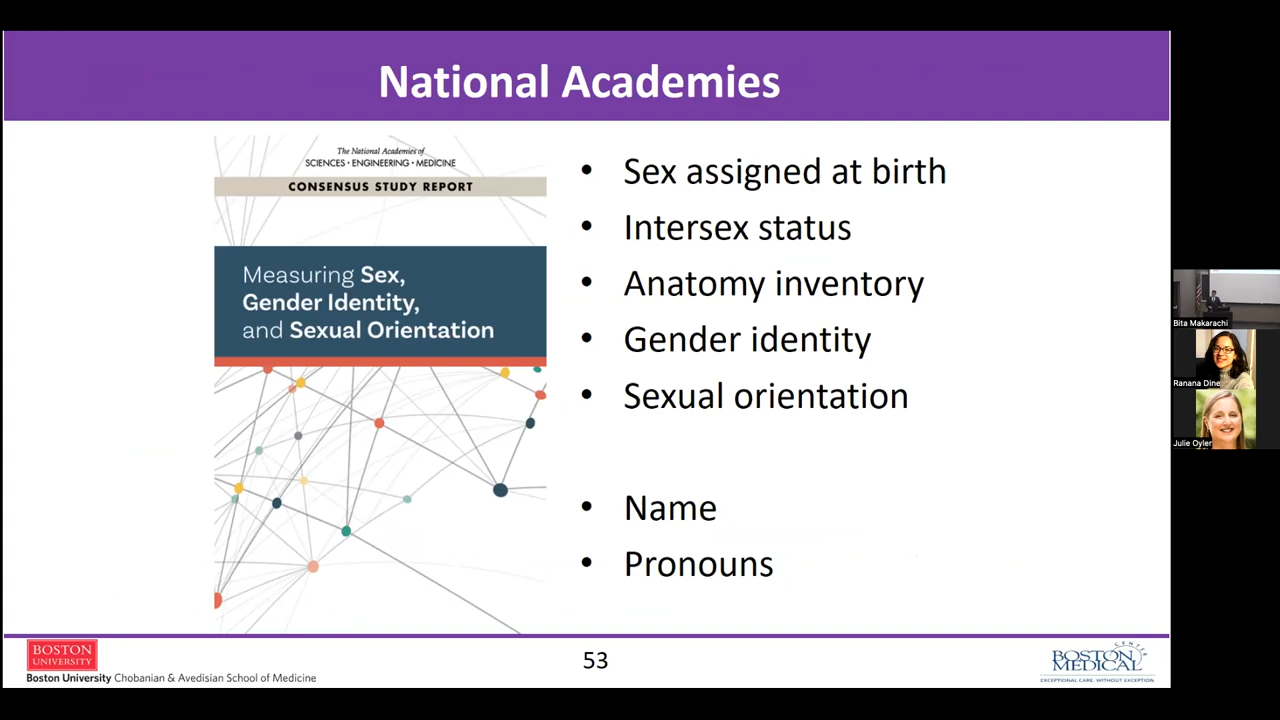 National Academies
The National Academies of
SCIENCES • ENGINEERING • MEDICINE
CONSENSUS STUDY REPORT
Measuring Sex,
Gender Identity,
and Sexual Orientation
• Sex assigned at birth
• Intersex status
• Anatomy inventory
• Gender identity
• Sexual orientation
• Name
• Pronouns
Bita Makarachi
Ranana Dine
Julie Oyler
BOSTON
UNIVERSITY
Boston University Chobanian & Avedisian School of Medicine
53
BOSTON
MEDICAL
CENTER
EXCEPTIONAL CARE. WITHOUT EXCEPTION